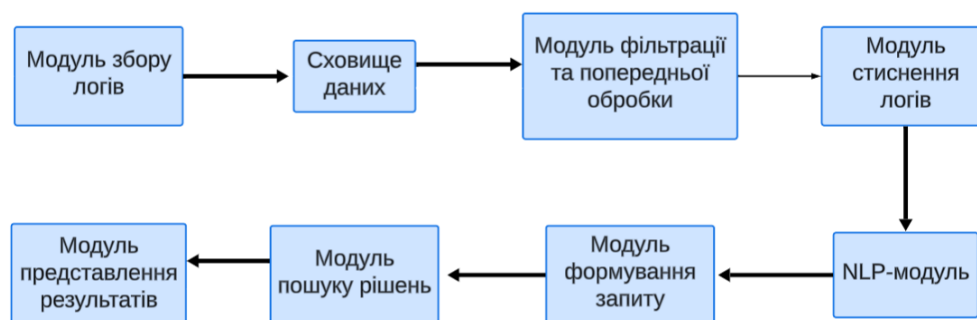 Модуль збору
логів
Сховище
даних
Модуль фільтрації
та попередньої
обробки
Модуль
стиснення
логів
Модуль
представлення
результатів
Модуль
пошуку рішень
Модуль
формування
запиту
NLP-модуль